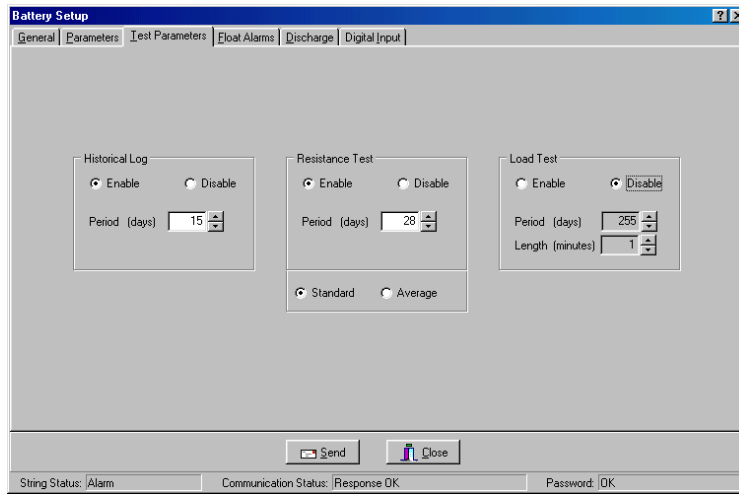 Battery Setup
General Parameters Test Parameters Float Alarms Discharge Digital Input
Historical Log
Enable Disable
Period (days) 15
Resistance Test
Enable Disable
Period (days) 28
Standard Average
Load Test
Enable Disable
Period (days) 255
Length (minutes) 1
Send Close
String Status: Alarm Communication Status: Response OK Password: OK